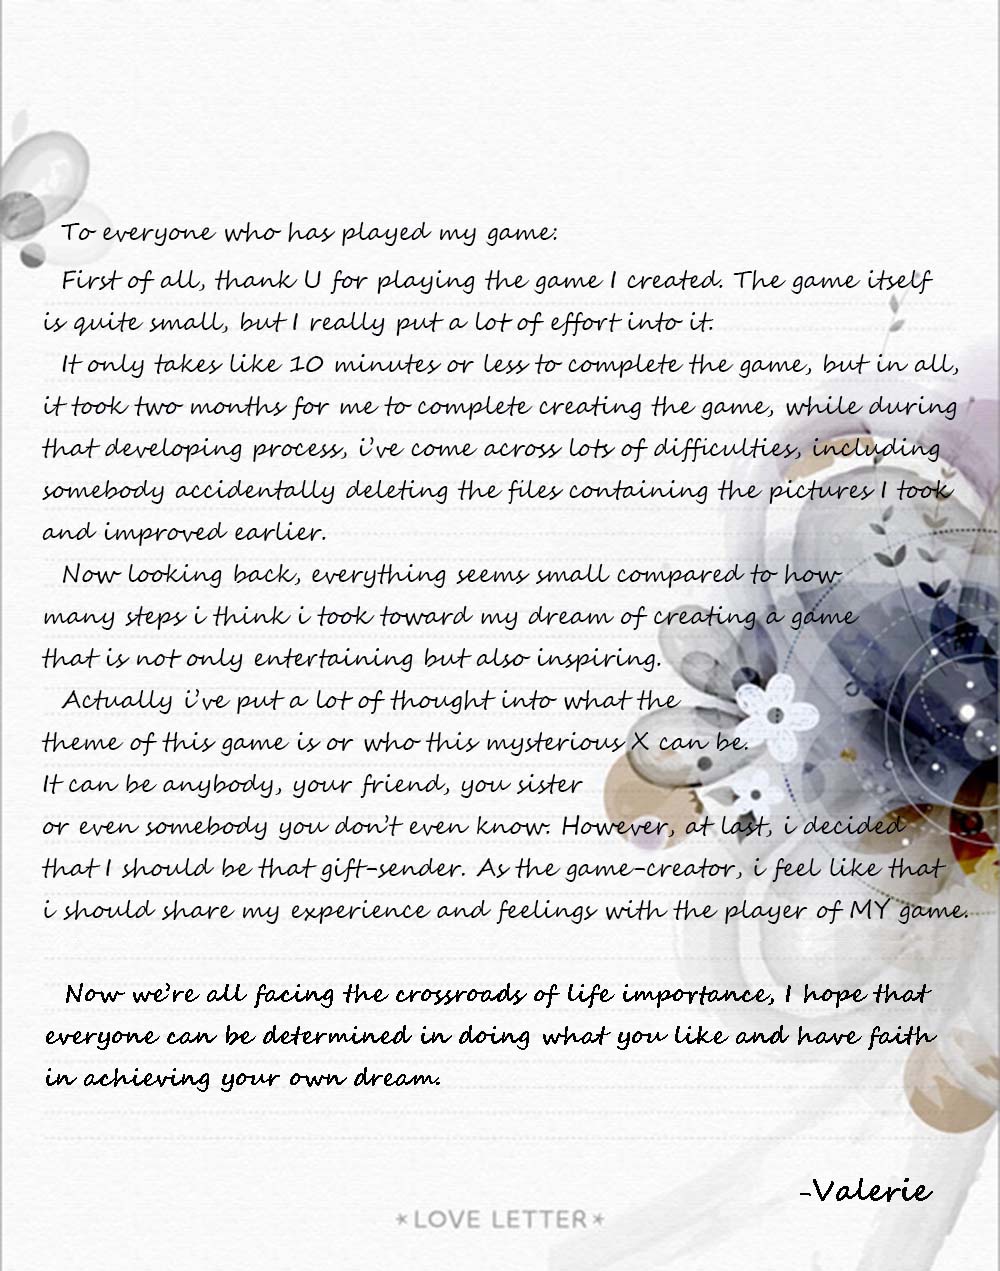 To everyone who has played my game:
First of all, thank U for playing the game I created. The game itself
is quite small, but I really put a lot of effort into it.
It only takes like 10 minutes or less to complete the game, but in all,
it took two months for me to complete creating the game, while during
that developing process, i've come across lots of difficulties, including
somebody accidentally deleting the files containing the pictures I took
and improved earlier.
Now looking back, everything seems small compared to how
many steps i think i took toward my dream of creating a game
that is not only entertaining but also inspiring.
Actually i've put a lot of thought into what the
theme of this game is or who this mysterious X can be.
It can be anybody, your friend, you sister
or even somebody you don't even know. However, at last, i decided
that I should be that gift-sender. As the game-creator, i feel like that
i should share my experience and feelings with the player of MY game.
Now we're all facing the crossroads of life importance, I hope that
everyone can be determined in doing what you like and have faith
in achieving your own dream.
-Valerie
*LOVE LETTER*